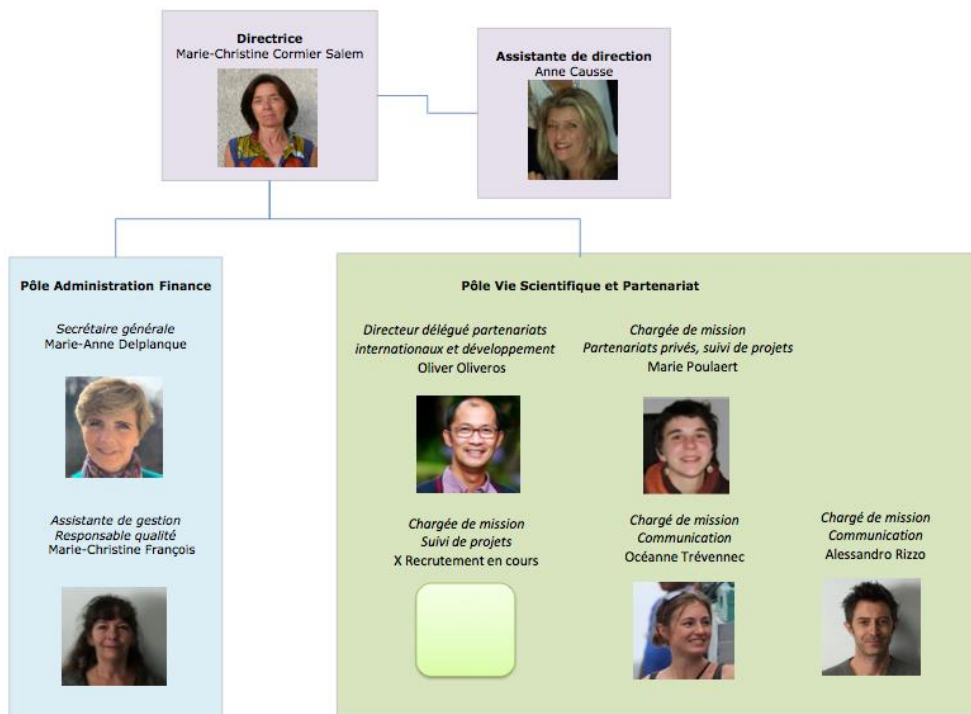 Directrice
Marie-Christine Cormier Salem
Assistante de direction
Anne Causse
Pôle Administration Finance
Secrétaire générale
Marie-Anne Delplanque
Assistante de gestion
Responsable qualité
Marie-Christine François
Pôle Vie Scientifique et Partenariat
Directeur délégué partenariats
internationaux et développement
Oliver Oliveros
Chargée de mission
Partenariats privés, suivi de projets
Marie Poulaert
Chargée de mission
Suivi de projets
X Recrutement en cours
Chargé de mission
Communication
Océanne Trévennec
Chargé de mission
Communication
Alessandro Rizzo